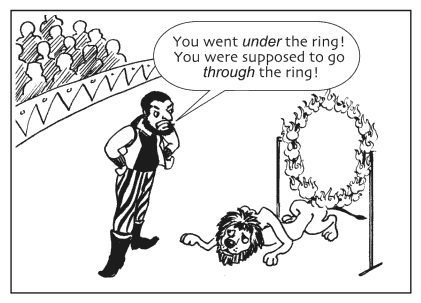 You went under the ring!
You were supposed to go
through the ring!